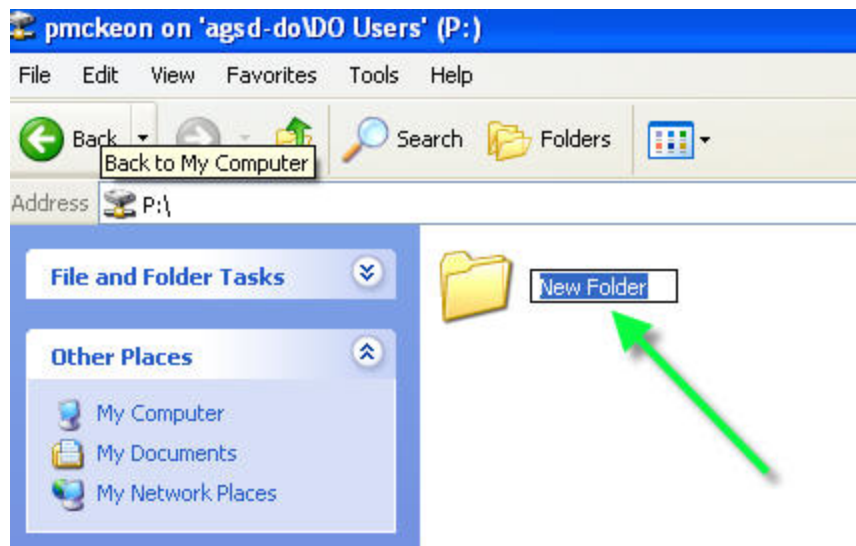 pmckeon on 'agsd-do\DO Users' (P:)
File Edit View Favorites Tools Help
Back Search Folders
Back to My Computer
Address P:\
File and Folder Tasks
New Folder
Other Places
My Computer
My Documents
My Network Places